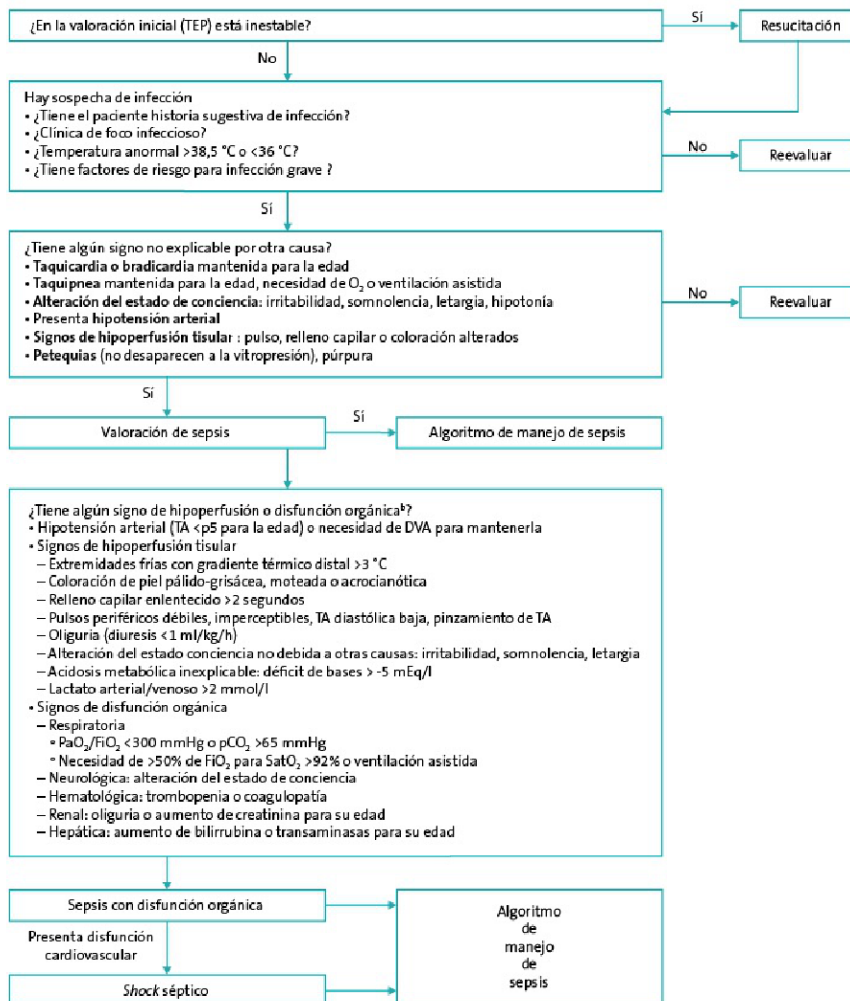 ¿En la valoración inicial (TEP) está inestable?
Sí
Resucitación
No
Hay sospecha de infección
• ¿Tiene el paciente historia sugestiva de infección?
• ¿Clínica de foco infeccioso?
• ¿Temperatura anormal >38,5 °C o <36 °C?
• ¿Tiene factores de riesgo para infección grave ?
No
Reevaluar
Sí
¿Tiene algún signo no explicable por otra causa?
• Taquicardia o bradicardia mantenida para la edad
• Taquipnea mantenida para la edad, necesidad de O₂ o ventilación asistida
• Alteración del estado de conciencia: irritabilidad, somnolencia, letargia, hipotonía
• Presenta hipotensión arterial
• Signos de hipoperfusión tisular : pulso, relleno capilar o coloración alterados
• Petequias (no desaparecen a la vitropresión), púrpura
No
Reevaluar
Sí
Valoración de sepsis
Sí
Algoritmo de manejo de sepsis
¿Tiene algún signo de hipoperfusión o disfunción orgánicaᵇ?
• Hipotensión arterial (TA <p5 para la edad) o necesidad de DVA para mantenerla
• Signos de hipoperfusión tisular
– Extremidades frías con gradiente térmico distal >3 °C
– Coloración de piel pálido-grisácea, moteada o acrocianótica
– Relleno capilar enlentecido >2 segundos
– Pulsos periféricos débiles, imperceptibles, TA diastólica baja, pinzamiento de TA
– Oliguria (diuresis <1 ml/kg/h)
– Alteración del estado conciencia no debida a otras causas: irritabilidad, somnolencia, letargia
– Acidosis metabólica inexplicable: déficit de bases > -5 mEq/l
– Lactato arterial/venoso >2 mmol/l
• Signos de disfunción orgánica
– Respiratoria
° PaO₂/FiO₂ <300 mmHg o pCO₂ >65 mmHg
° Necesidad de >50% de FiO₂ para SatO₂ >92% o ventilación asistida
– Neurológica: alteración del estado de conciencia
– Hematológica: trombopenia o coagulopatía
– Renal: oliguria o aumento de creatinina para su edad
– Hepática: aumento de bilirrubina o transaminasas para su edad
Sepsis con disfunción orgánica
Presenta disfunción
cardiovascular
Shock séptico
Algoritmo
de
manejo
de
sepsis